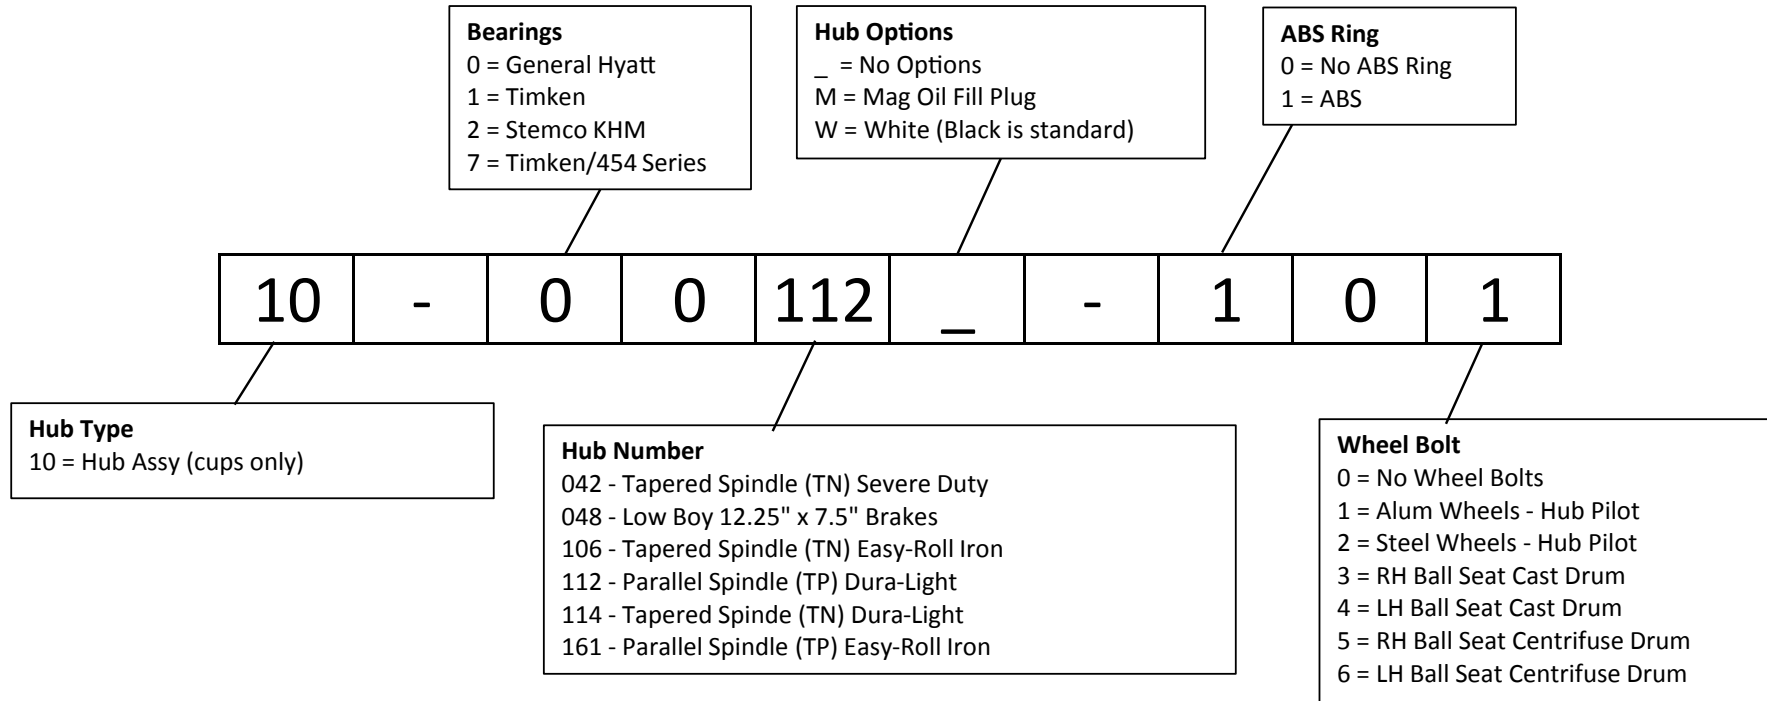 Bearings
0 = General Hyatt
1 = Timken
2 = Stemco KHM
7 = Timken/454 Series
Hub Options
_ = No Options
M = Mag Oil Fill Plug
W = White (Black is standard)
ABS Ring
0 = No ABS Ring
1 = ABS
10 - 0 0 112 _ - 1 0 1
Hub Type
10 = Hub Assy (cups only)
Hub Number
042 - Tapered Spindle (TN) Severe Duty
048 - Low Boy 12.25" x 7.5" Brakes
106 - Tapered Spindle (TN) Easy-Roll Iron
112 - Parallel Spindle (TP) Dura-Light
114 - Tapered Spinde (TN) Dura-Light
161 - Parallel Spindle (TP) Easy-Roll Iron
Wheel Bolt
0 = No Wheel Bolts
1 = Alum Wheels - Hub Pilot
2 = Steel Wheels - Hub Pilot
3 = RH Ball Seat Cast Drum
4 = LH Ball Seat Cast Drum
5 = RH Ball Seat Centrifuse Drum
6 = LH Ball Seat Centrifuse Drum